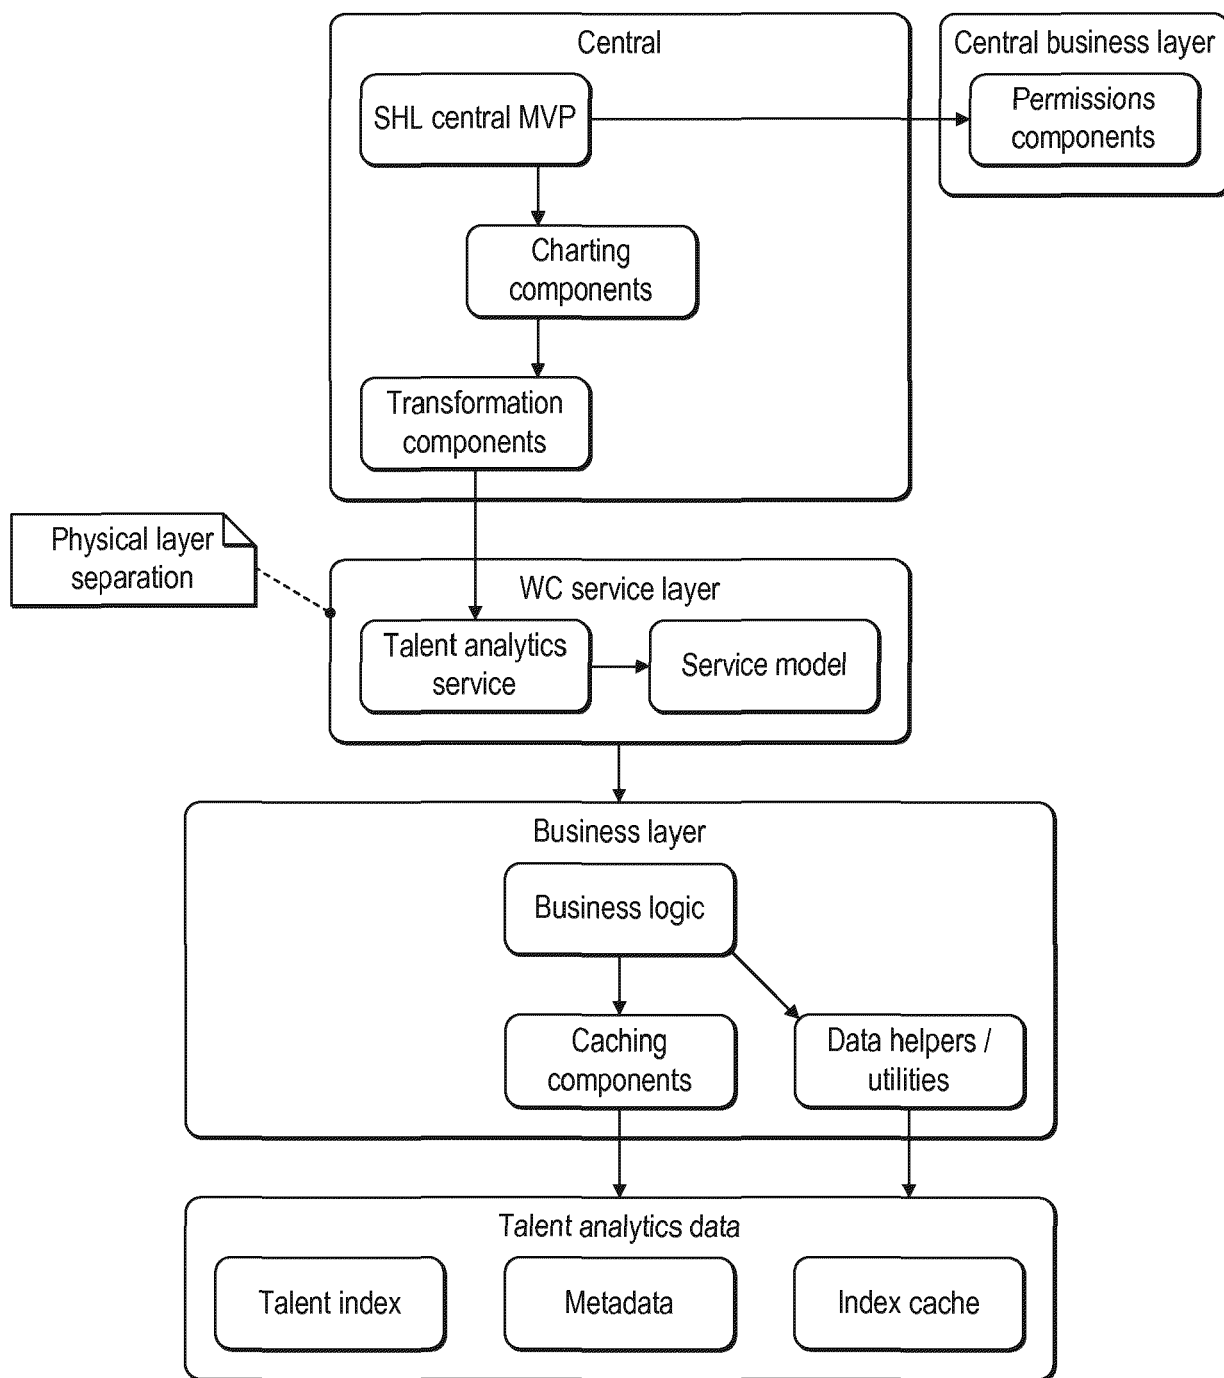 Central
Central business layer
SHL central MVP
Permissions
components
Charting
components
Transformation
components
Physical layer
separation
WC service layer
Talent analytics
service
Service model
Business layer
Business logic
Caching
components
Data helpers /
utilities
Talent analytics data
Talent index
Metadata
Index cache